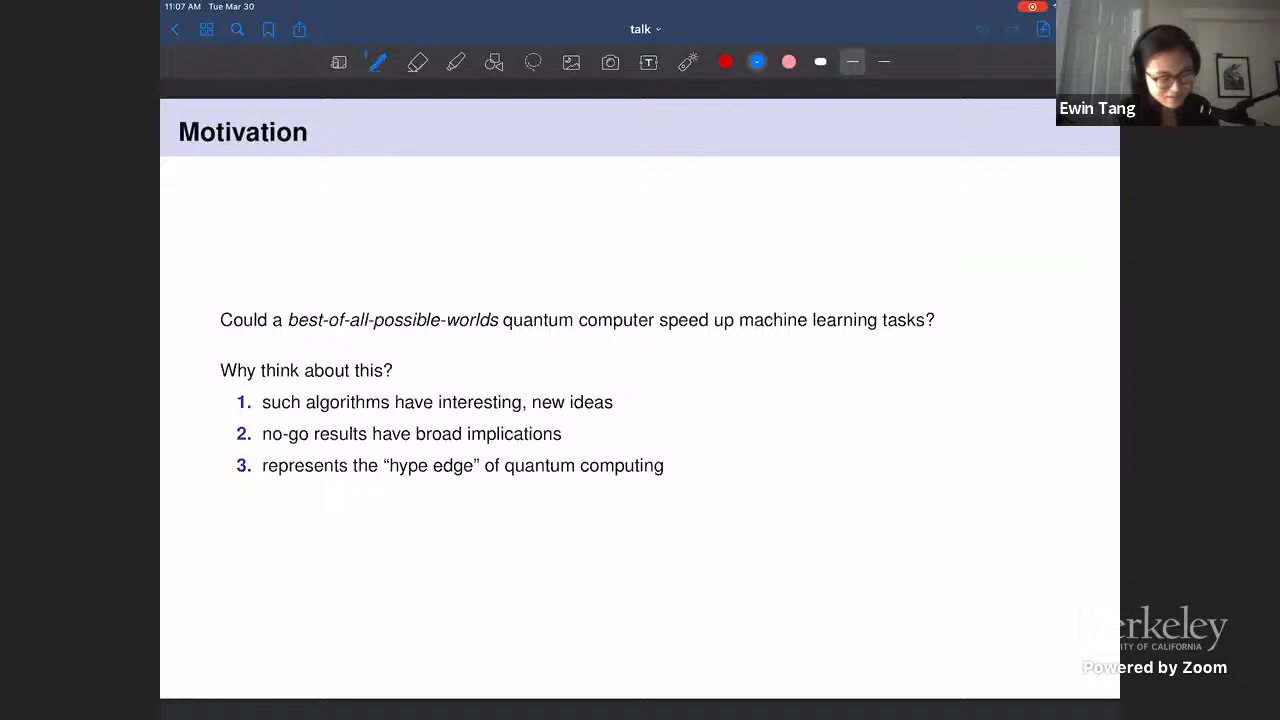 11:07 AM Tue Mar 30
talk
Ewin Tang
Motivation
Could a best-of-all-possible-worlds quantum computer speed up machine learning tasks?
Why think about this?
1. such algorithms have interesting, new ideas
2. no-go results have broad implications
3. represents the “hype edge” of quantum computing
OF CALIFORNIA
Powered by Zoom